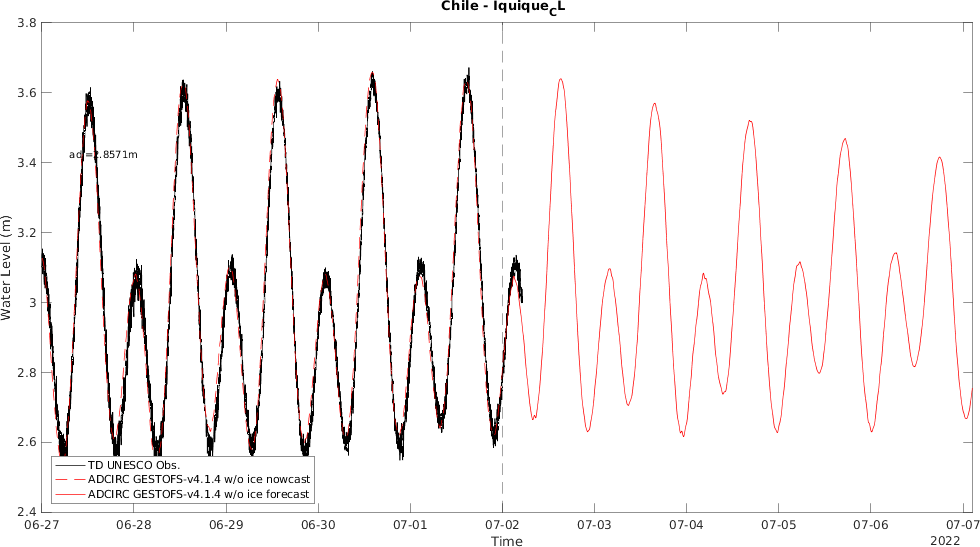 Chile - IquiqueCL
3.8
3.6
3.4
3.2
3
2.8
2.6
2.4
Water Level (m)
TD UNESCO Obs.
ADCIRC GESTOFS-v4.1.4 w/o ice nowcast
ADCIRC GESTOFS-v4.1.4 w/o ice forecast
06-27 06-28 06-29 06-30 07-01 07-02 07-03 07-04 07-05 07-06 07-07
Time
2022